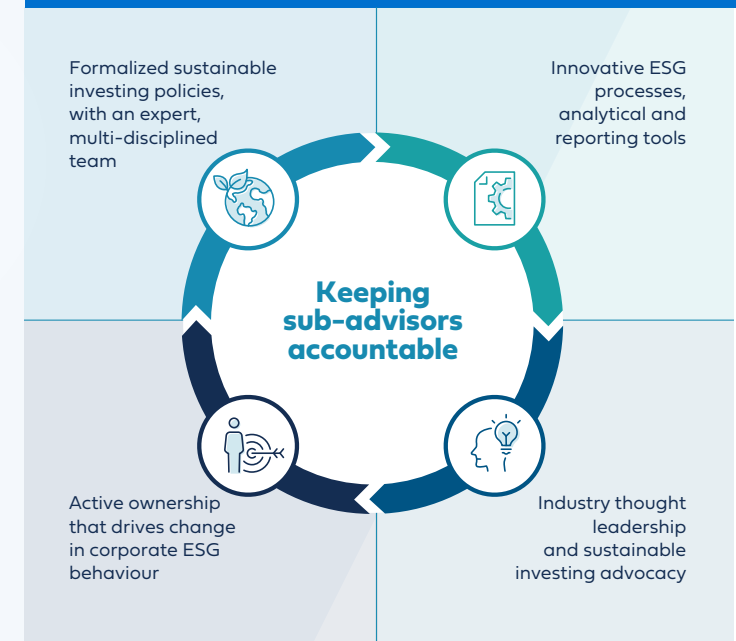 Formalized sustainable
investing policies,
with an expert,
multi-disciplined
team
Innovative ESG
processes,
analytical and
reporting tools
Keeping
sub-advisors
accountable
Active ownership
that drives change
in corporate ESG
behaviour
Industry thought
leadership
and sustainable
investing advocacy